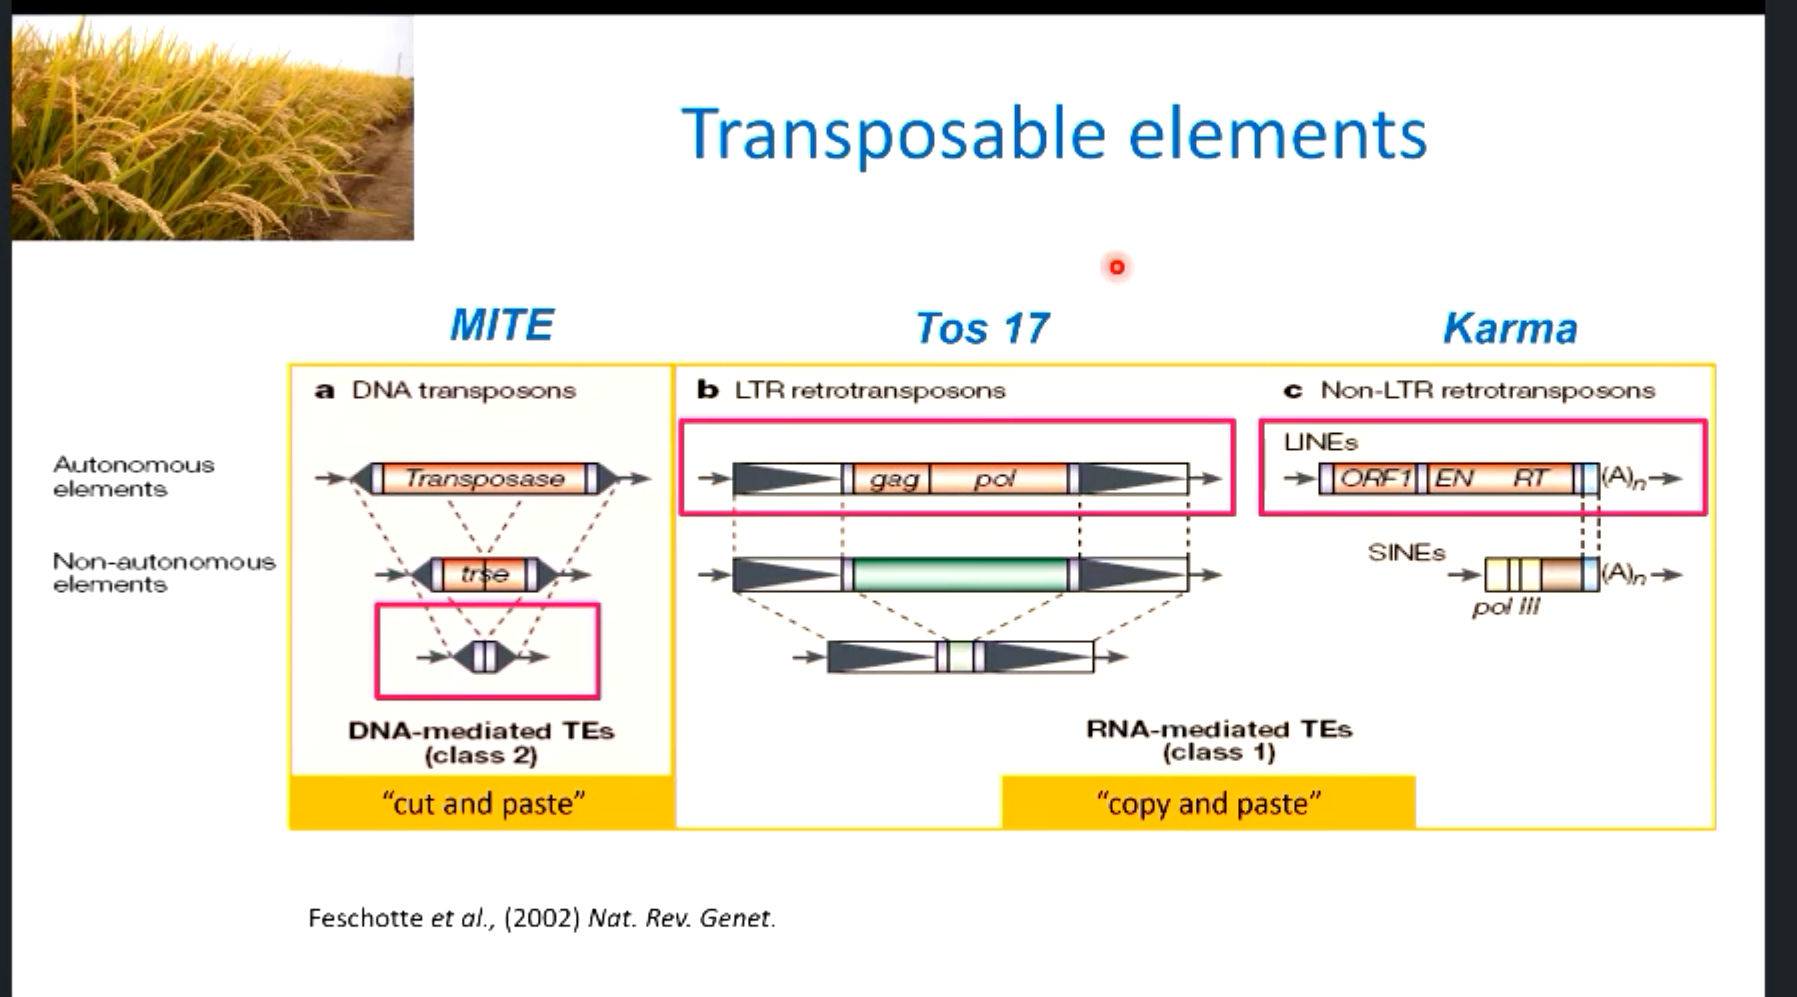 Transposable elements
MITE
Tos 17
Karma
a DNA transposons
b LTR retrotransposons
c Non-LTR retrotransposons
LINEs
Autonomous
elements
Transposase
gag pol
ORF1 EN RT (A)n
Non-autonomous
elements
trse
SINEs
(A)n
pol III
DNA-mediated TEs
(class 2)
RNA-mediated TEs
(class 1)
“cut and paste”
“copy and paste”
Feschotte et al., (2002) Nat. Rev. Genet.